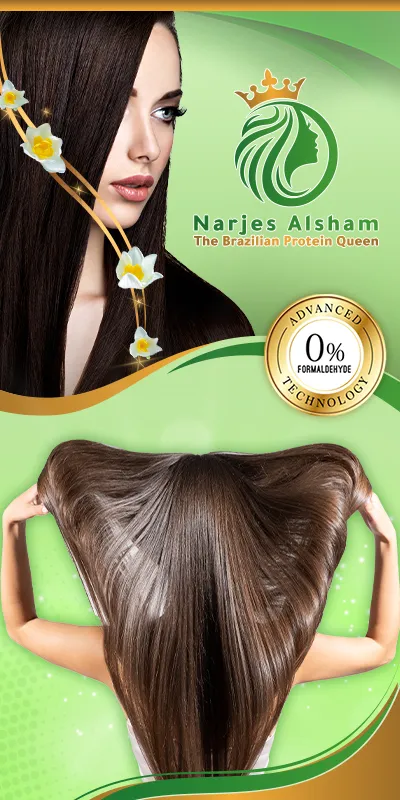 Narjes Alsham
The Brazilian Protein Queen
ADVANCED
0%
FORMALDEHYDE
TECHNOLOGY